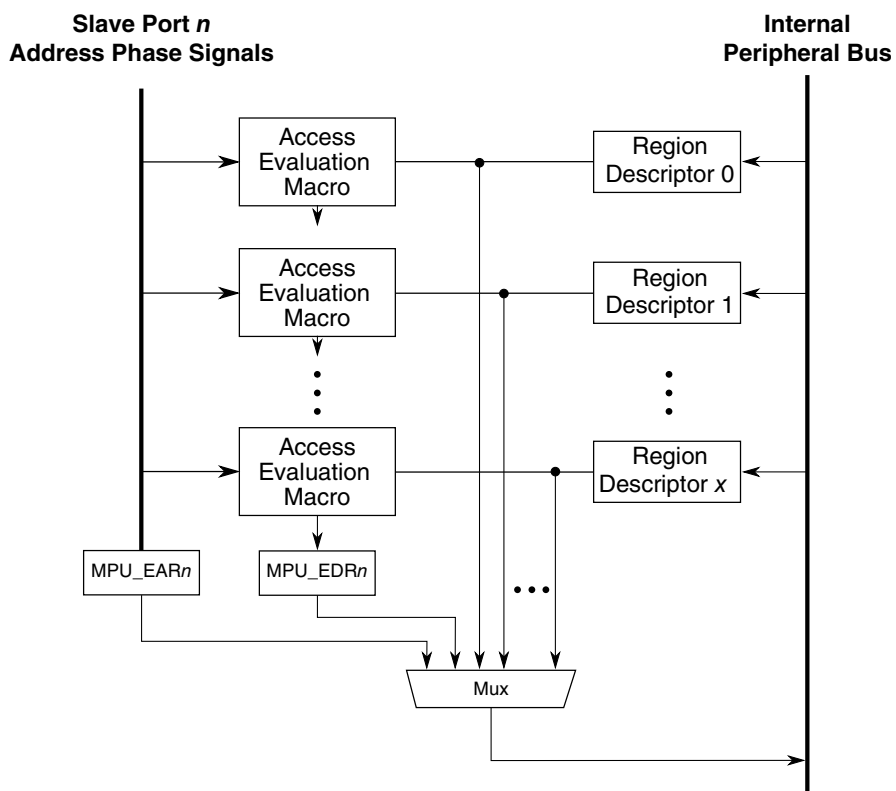 Slave Port n
Address Phase Signals
Internal
Peripheral Bus
Access
Evaluation
Macro
Region
Descriptor 0
Access
Evaluation
Macro
Region
Descriptor 1
Access
Evaluation
Macro
Region
Descriptor x
MPU_EARn
MPU_EDRn
Mux